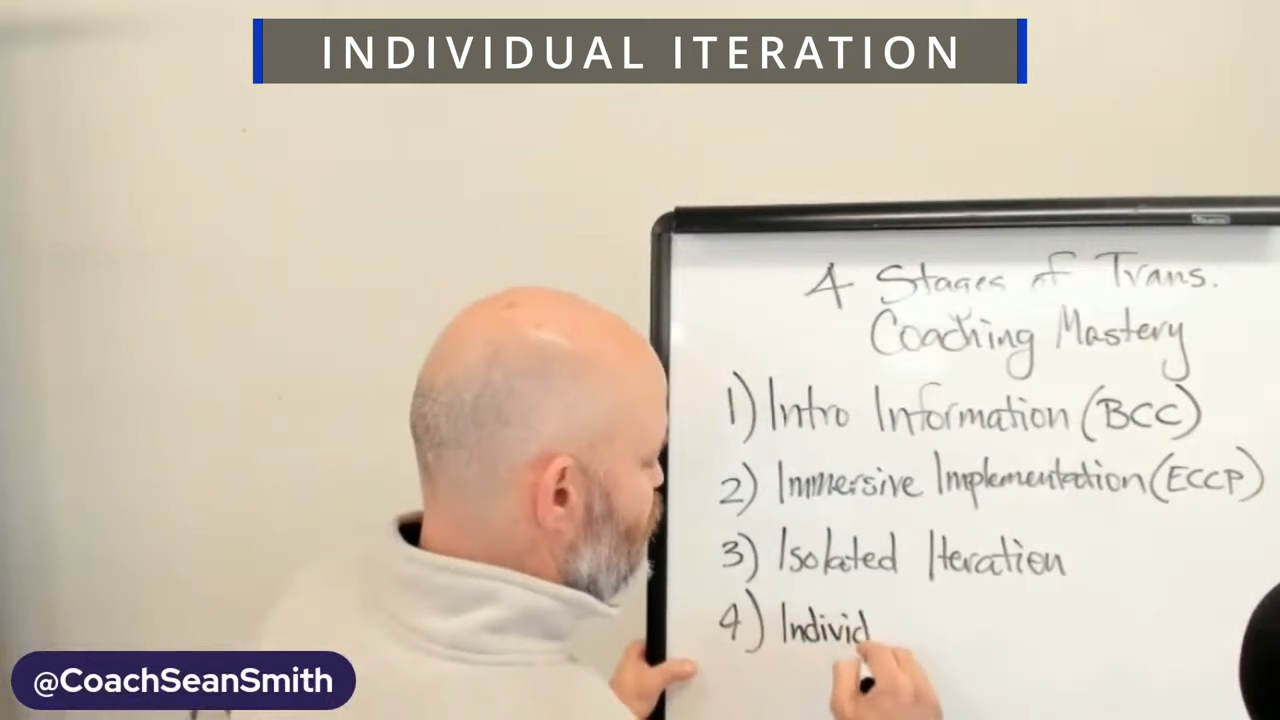 INDIVIDUAL ITERATION
4 Stages of Trans.
Coaching Mastery
1) Intro Information (BCC)
2) Immersive Implementation (ECCP)
3) Isolated Iteration
4) Individ
@CoachSeanSmith